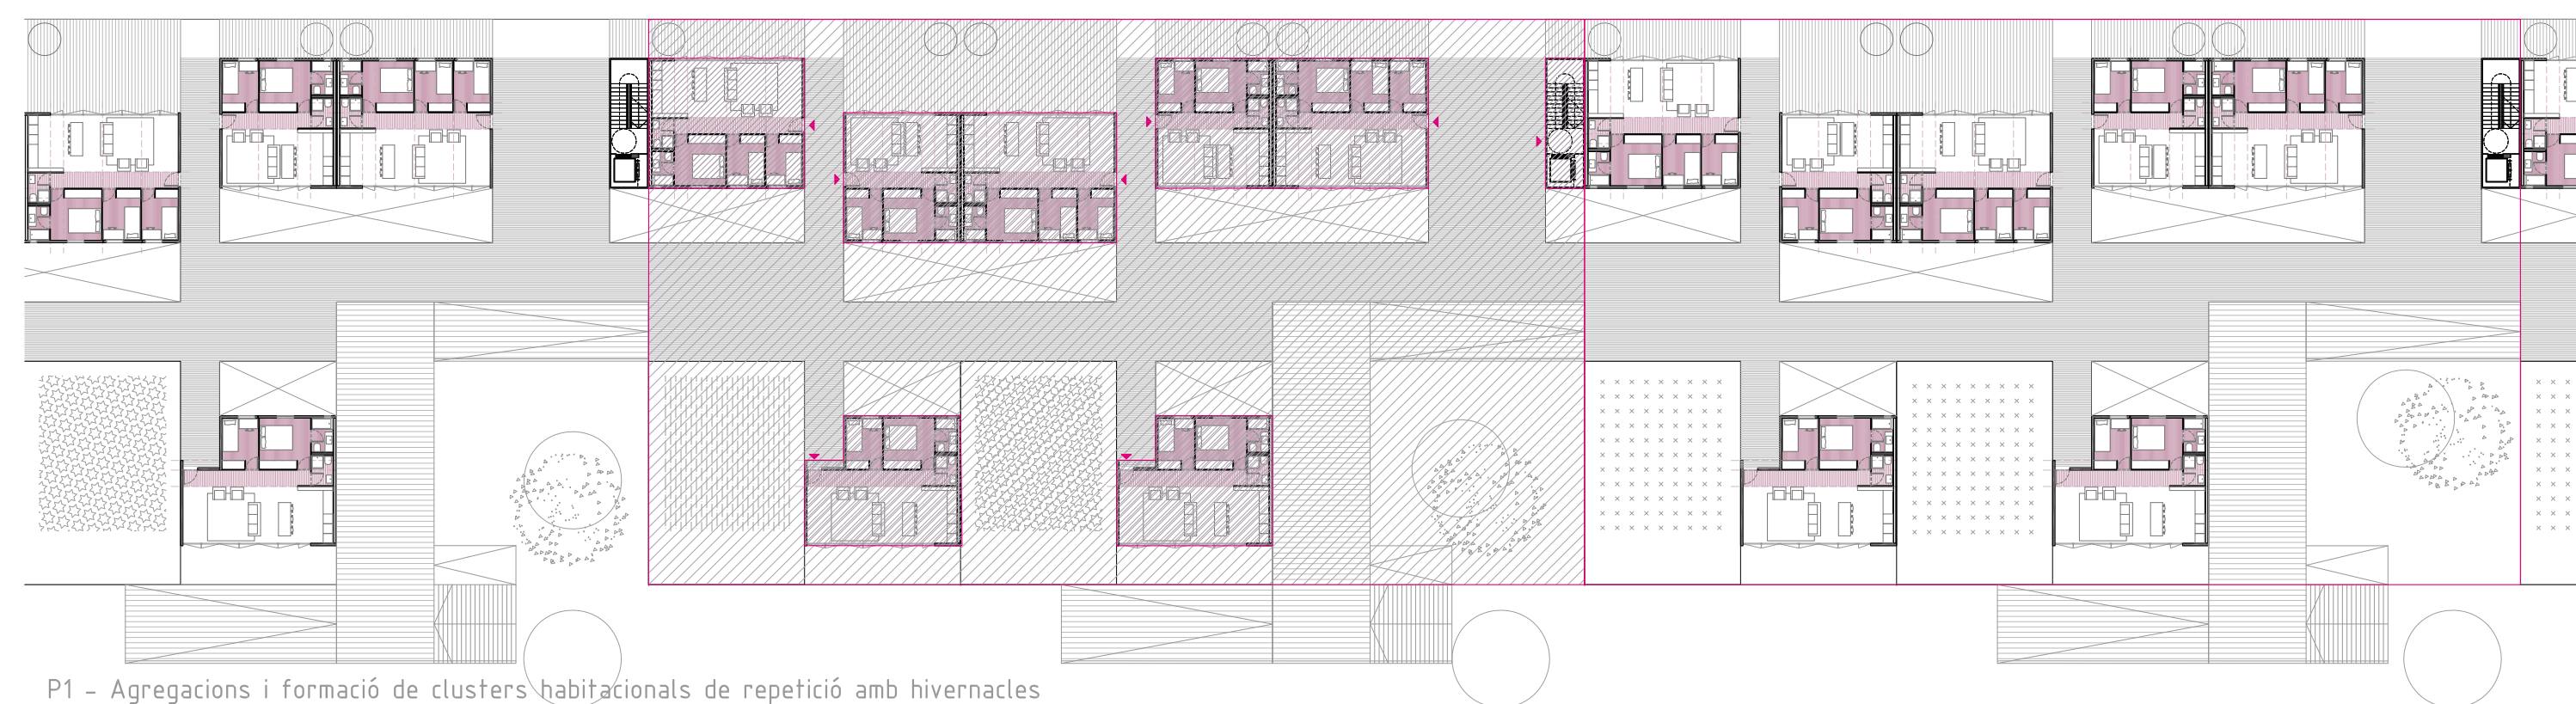 P1 - Agregacions i formació de clusters habitacionals de repetició amb hivernacles